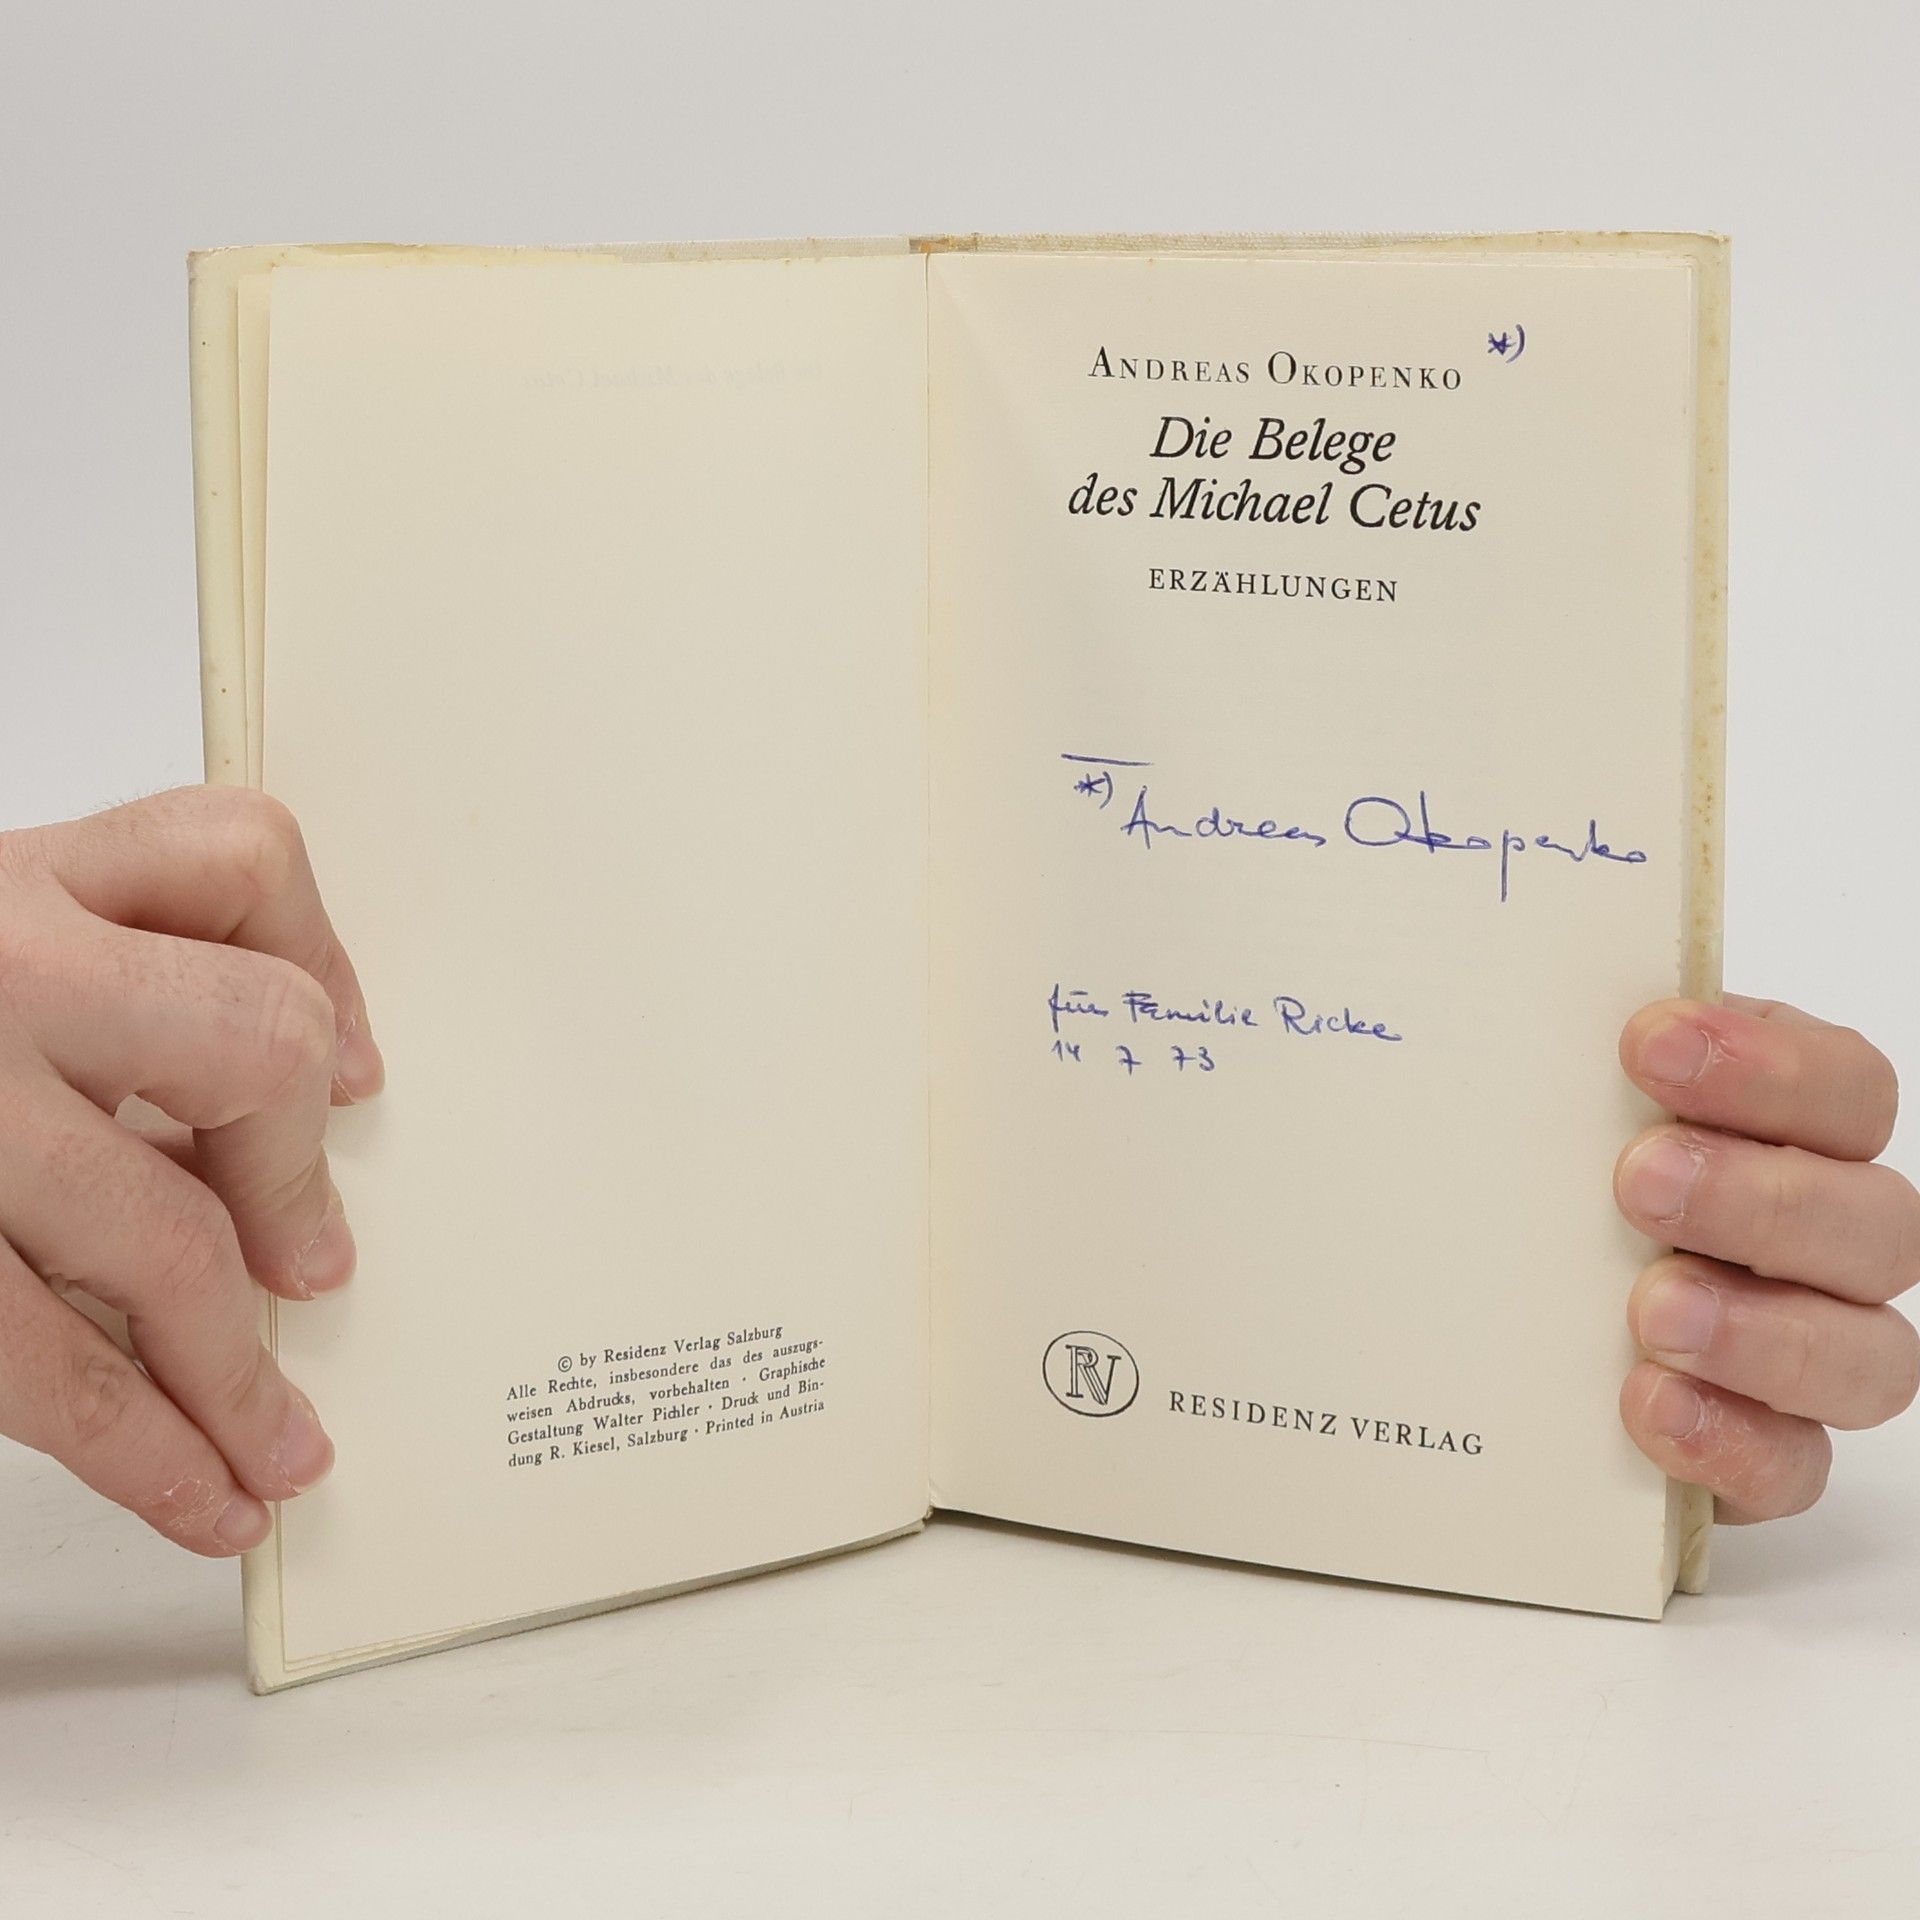 © by Residenz Verlag Salzburg
Alle Rechte, insbesondere das des auszugs-
weisen Abdrucks, vorbehalten · Graphische
Gestaltung Walter Pichler · Druck und Bin-
dung R. Kiesel, Salzburg · Printed in Austria
ANDREAS OKOPENKO *)
Die Belege
des Michael Cetus
ERZÄHLUNGEN
*) Andreas Okopenko
für Familie Ricke
14 7 73
RV RESIDENZ VERLAG